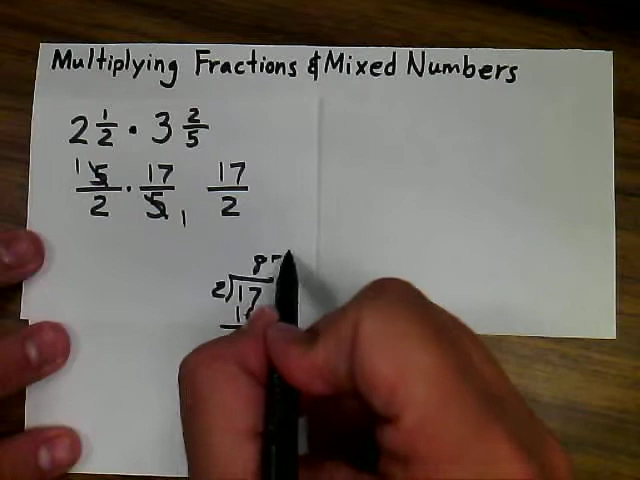 Multiplying Fractions & Mixed Numbers
2 1/2 · 3 2/5
1 5/2 · 17/5 1 17/2
8
2)17
1